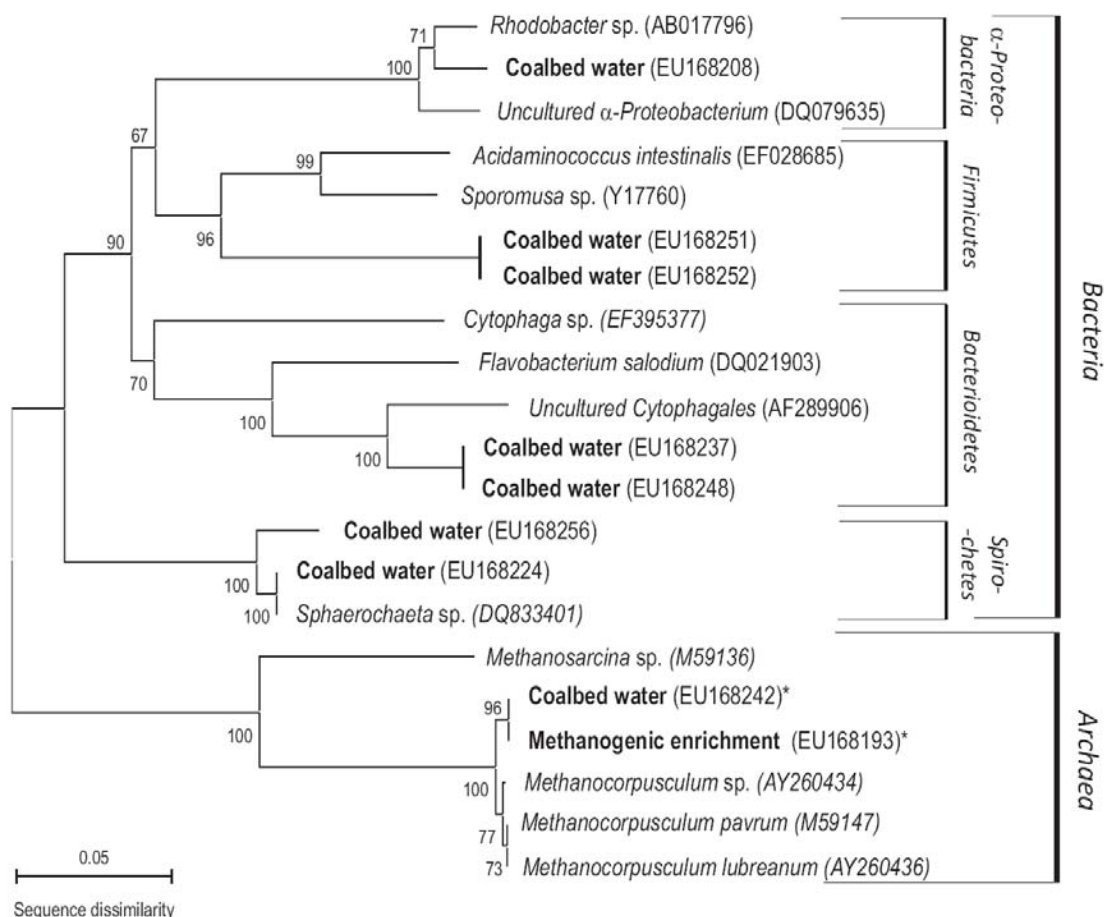 71
Rhodobacter sp. (AB017796)
Coalbed water (EU168208)
100
Uncultured α-Proteobacterium (DQ079635)
α-Proteo-
bacteria
67
99
Acidaminococcus intestinalis (EF028685)
Sporomusa sp. (Y17760)
96
Coalbed water (EU168251)
Coalbed water (EU168252)
Firmicutes
90
Cytophaga sp. (EF395377)
70
Flavobacterium salodium (DQ021903)
100
Uncultured Cytophagales (AF289906)
100
Coalbed water (EU168237)
Coalbed water (EU168248)
Bacterioidetes
Coalbed water (EU168256)
100
Coalbed water (EU168224)
100
Sphaerochaeta sp. (DQ833401)
Spiro-
-chetes
Bacteria
Methanosarcina sp. (M59136)
100
96
Coalbed water (EU168242)*
Methanogenic enrichment (EU168193)*
100
Methanocorpusculum sp. (AY260434)
77
Methanocorpusculum pavrum (M59147)
73
Methanocorpusculum lubreanum (AY260436)
Archaea
0.05
Sequence dissimilarity